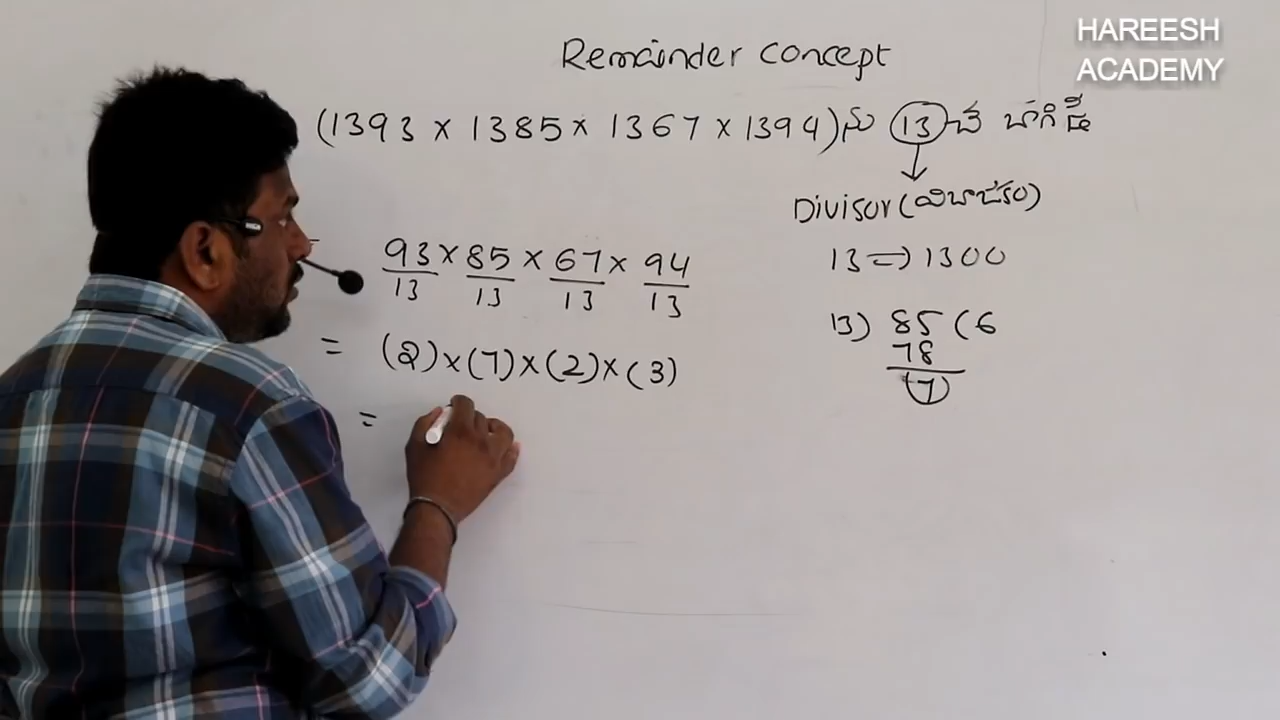 HAREESH
ACADEMY
Remainder concept
(1393 x 1385 x 1367 x 1394)ను 13 చే
Divisor(
13 => 1300
93 x 85 x 67 x 94
13 13 13 13
13) 85 (6
78
(7)
= (2) x (7) x (2) x (3)
=